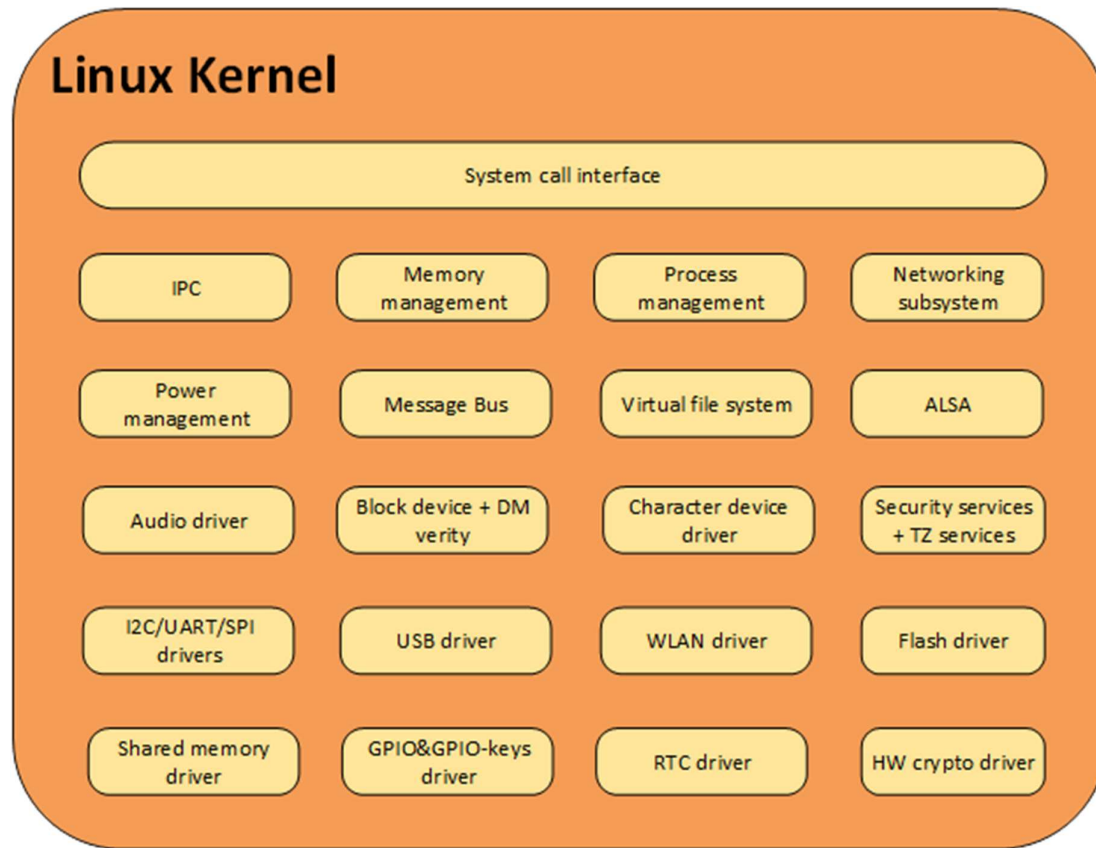 Linux Kernel
System call interface
IPC
Memory
management
Process
management
Networking
subsystem
Power
management
Message Bus
Virtual file system
ALSA
Audio driver
Block device + DM
verity
Character device
driver
Security services
+ TZ services
I2C/UART/SPI
drivers
USB driver
WLAN driver
Flash driver
Shared memory
driver
GPIO&GPIO-keys
driver
RTC driver
HW crypto driver